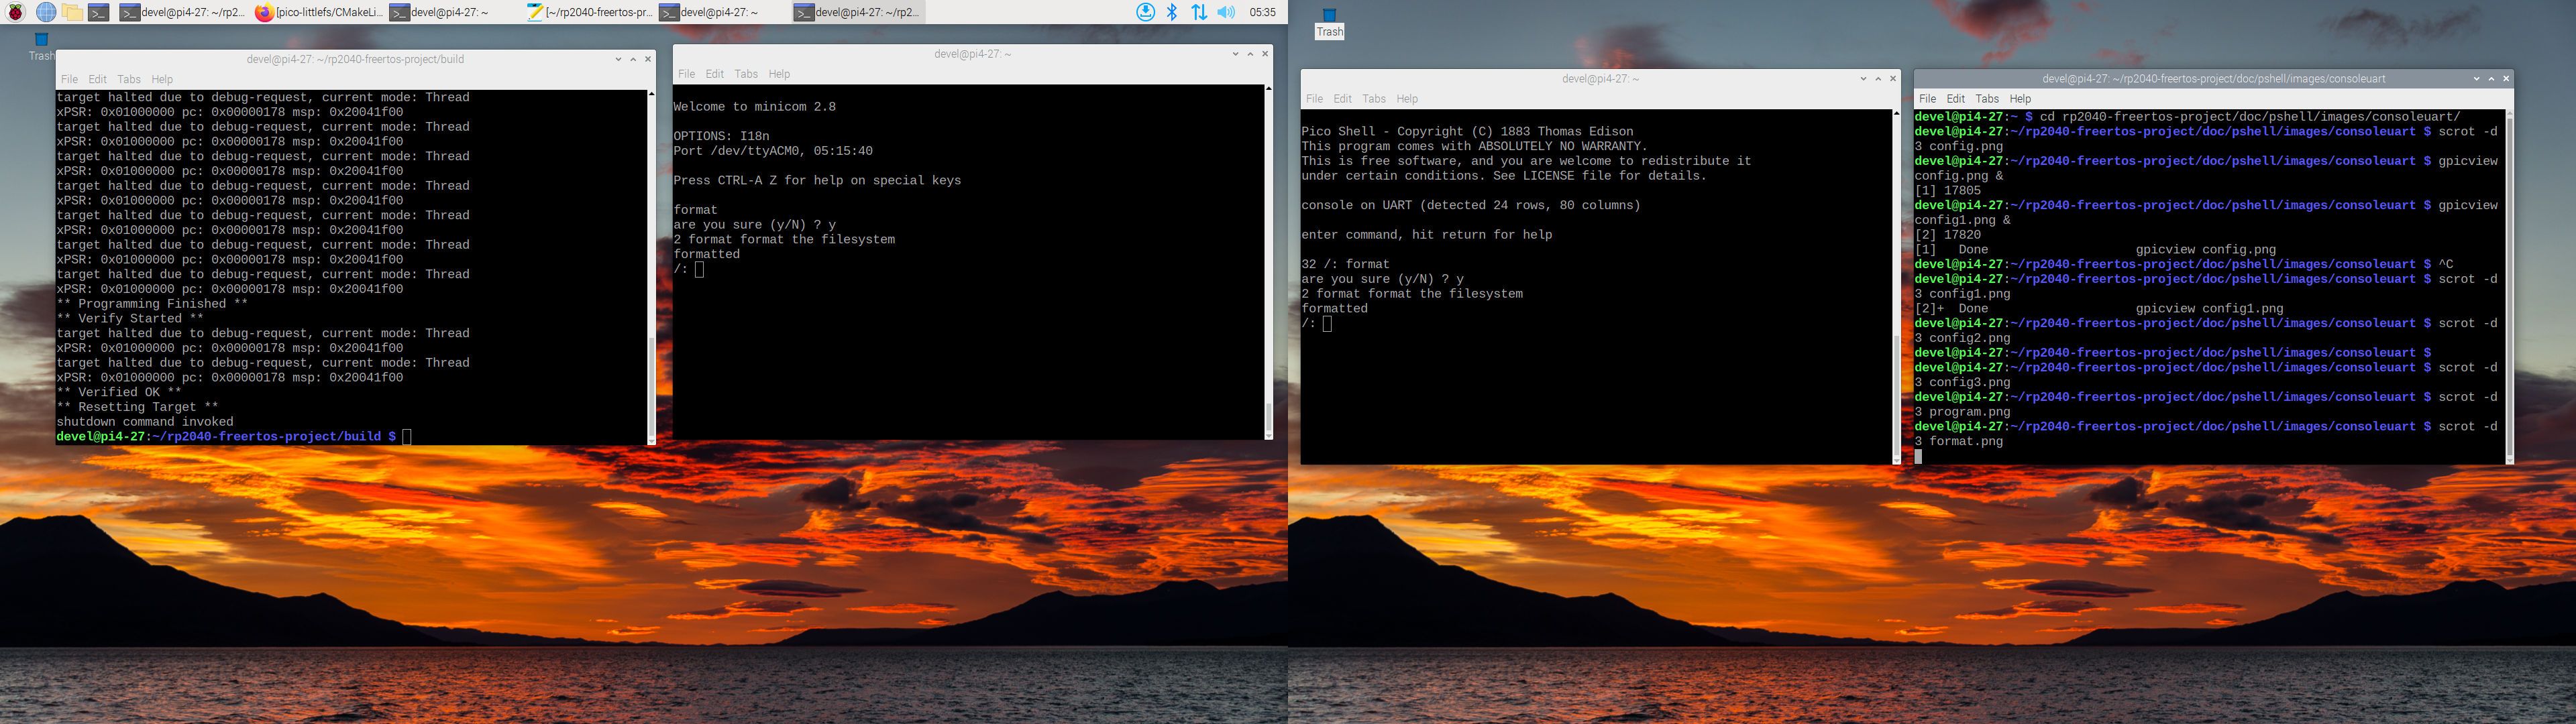 devel@pi4-27: ~/rp2...
[pico-littlefs/CMakeLi...
devel@pi4-27: ~
[~/rp2040-freertos-pr...
devel@pi4-27: ~
devel@pi4-27: ~/rp2...
05:35
Trash
devel@pi4-27: ~/rp2040-freertos-project/build
File Edit Tabs Help
target halted due to debug-request, current mode: Thread
xPSR: 0x01000000 pc: 0x00000178 msp: 0x20041f00
target halted due to debug-request, current mode: Thread
xPSR: 0x01000000 pc: 0x00000178 msp: 0x20041f00
target halted due to debug-request, current mode: Thread
xPSR: 0x01000000 pc: 0x00000178 msp: 0x20041f00
target halted due to debug-request, current mode: Thread
xPSR: 0x01000000 pc: 0x00000178 msp: 0x20041f00
target halted due to debug-request, current mode: Thread
xPSR: 0x01000000 pc: 0x00000178 msp: 0x20041f00
target halted due to debug-request, current mode: Thread
xPSR: 0x01000000 pc: 0x00000178 msp: 0x20041f00
target halted due to debug-request, current mode: Thread
xPSR: 0x01000000 pc: 0x00000178 msp: 0x20041f00
** Programming Finished **
** Verify Started **
target halted due to debug-request, current mode: Thread
xPSR: 0x01000000 pc: 0x00000178 msp: 0x20041f00
target halted due to debug-request, current mode: Thread
xPSR: 0x01000000 pc: 0x00000178 msp: 0x20041f00
** Verified OK **
** Resetting Target **
shutdown command invoked
devel@pi4-27:~/rp2040-freertos-project/build $
devel@pi4-27: ~
File Edit Tabs Help
Welcome to minicom 2.8
OPTIONS: I18n
Port /dev/ttyACM0, 05:15:40
Press CTRL-A Z for help on special keys
format
are you sure (y/N) ? y
2 format format the filesystem
formatted
/:
Trash
devel@pi4-27: ~
File Edit Tabs Help
Pico Shell - Copyright (C) 1883 Thomas Edison
This program comes with ABSOLUTELY NO WARRANTY.
This is free software, and you are welcome to redistribute it
under certain conditions. See LICENSE file for details.
console on UART (detected 24 rows, 80 columns)
enter command, hit return for help
32 /: format
are you sure (y/N) ? y
2 format format the filesystem
formatted
/:
devel@pi4-27: ~/rp2040-freertos-project/doc/pshell/images/consoleuart
File Edit Tabs Help
devel@pi4-27:~ $ cd rp2040-freertos-project/doc/pshell/images/consoleuart/
devel@pi4-27:~/rp2040-freertos-project/doc/pshell/images/consoleuart $ scrot -d
3 config.png
devel@pi4-27:~/rp2040-freertos-project/doc/pshell/images/consoleuart $ gpicview
config.png &
[1] 17805
devel@pi4-27:~/rp2040-freertos-project/doc/pshell/images/consoleuart $ gpicview
config1.png &
[2] 17820
[1]   Done                    gpicview config.png
devel@pi4-27:~/rp2040-freertos-project/doc/pshell/images/consoleuart $ ^C
devel@pi4-27:~/rp2040-freertos-project/doc/pshell/images/consoleuart $ scrot -d
3 config1.png
[2]+  Done                    gpicview config1.png
devel@pi4-27:~/rp2040-freertos-project/doc/pshell/images/consoleuart $ scrot -d
3 config2.png
devel@pi4-27:~/rp2040-freertos-project/doc/pshell/images/consoleuart $
devel@pi4-27:~/rp2040-freertos-project/doc/pshell/images/consoleuart $ scrot -d
3 config3.png
devel@pi4-27:~/rp2040-freertos-project/doc/pshell/images/consoleuart $ scrot -d
3 program.png
devel@pi4-27:~/rp2040-freertos-project/doc/pshell/images/consoleuart $ scrot -d
3 format.png